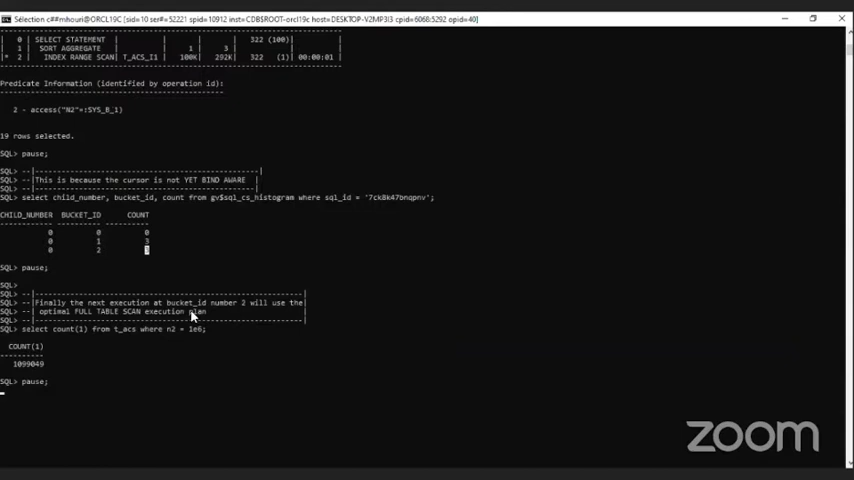 Sélection c##mhouri@ORCL19C [sid=10 ser#=52221 spid=10912 inst=CDB$ROOT-orcl19c host=DESKTOP-V2MP3I3 cpid=6068:5292 opid=40]
| 0 | SELECT STATEMENT | | | | 322 (100)| |
| 1 | SORT AGGREGATE | | 1 | 3 | | |
|* 2 | INDEX RANGE SCAN| T_ACS_I1 | 100K| 292K| 322 (1)| 00:00:01 |
Predicate Information (identified by operation id):
2 - access("N2"=:SYS_B_1)
19 rows selected.
SQL> pause;
SQL> --|--------------------------------------------------|
SQL> --|This is because the cursor is not YET BIND AWARE |
SQL> --|-------------------------------------------------|
SQL> select child_number, bucket_id, count from gv$sql_cs_histogram where sql_id = '7ck8k47bnqpnv';
CHILD_NUMBER BUCKET_ID COUNT
------------ ---------- ----------
0 0 0
0 1 3
0 2 3
SQL> pause;
SQL>
SQL> --|------------------------------------------------------------|
SQL> --|Finally the next execution at bucket_id number 2 will use the|
SQL> --| optimal FULL TABLE SCAN execution plan |
SQL> --|------------------------------------------------------------|
SQL> select count(1) from t_acs where n2 = 1e6;
COUNT(1)
----------
1099049
SQL> pause;
zoom